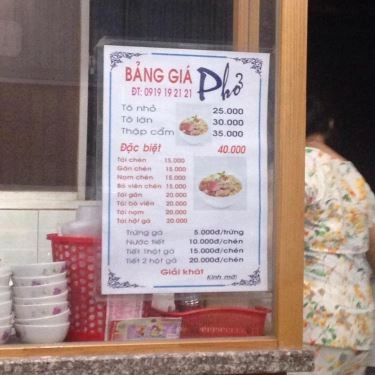 BẢNG GIÁ Phở
ĐT: 0919 19 21 21
Tô nhỏ 25.000
Tô lớn 30.000
Thập cẩm 35.000
Đặc biệt 40.000
Tái chén 15.000
Gân chén 15.000
Nạm chén 15.000
Bò viên chén 15.000
Tái gân 20.000
Tái bò viên 20.000
Tái nạm 20.000
Tái hột gà 20.000
Trứng gà 5.000đ/trứng
Nước tiết 10.000đ/chén
Tiết 1hột gà 15.000đ/chén
Tiết 2 hột gà 20.000đ/chén
Giải khát
Kính mời